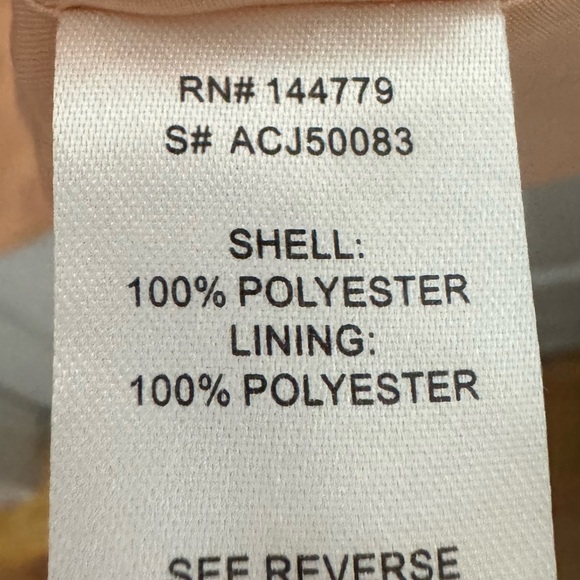 RN# 144779
S# ACJ50083
SHELL:
100% POLYESTER
LINING:
100% POLYESTER
SEE REVERSE